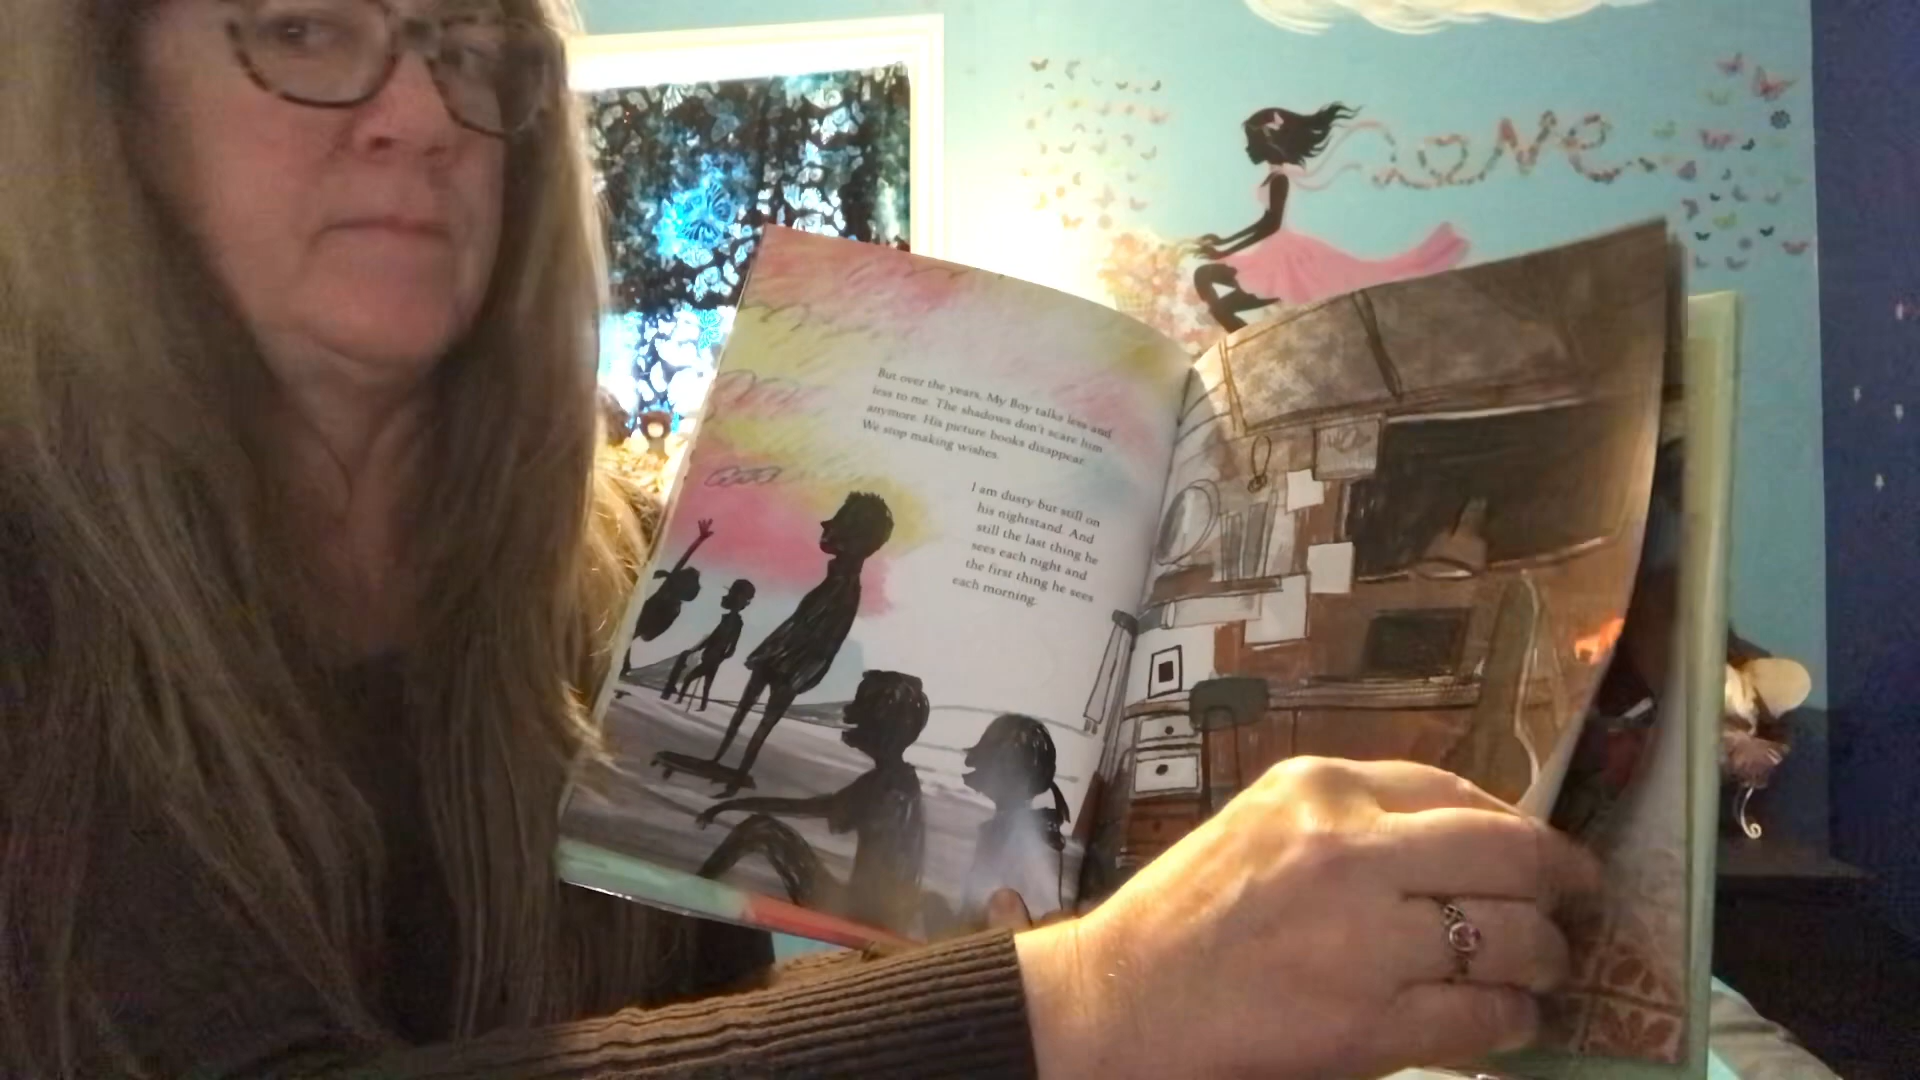 love
But over the years, My Boy talks less and
less to me. The shadows don't scare him
anymore. His picture books disappear.
We stop making wishes.
I am dusty but still on
his nightstand. And
still the last thing he
sees each night and
the first thing he sees
each morning.